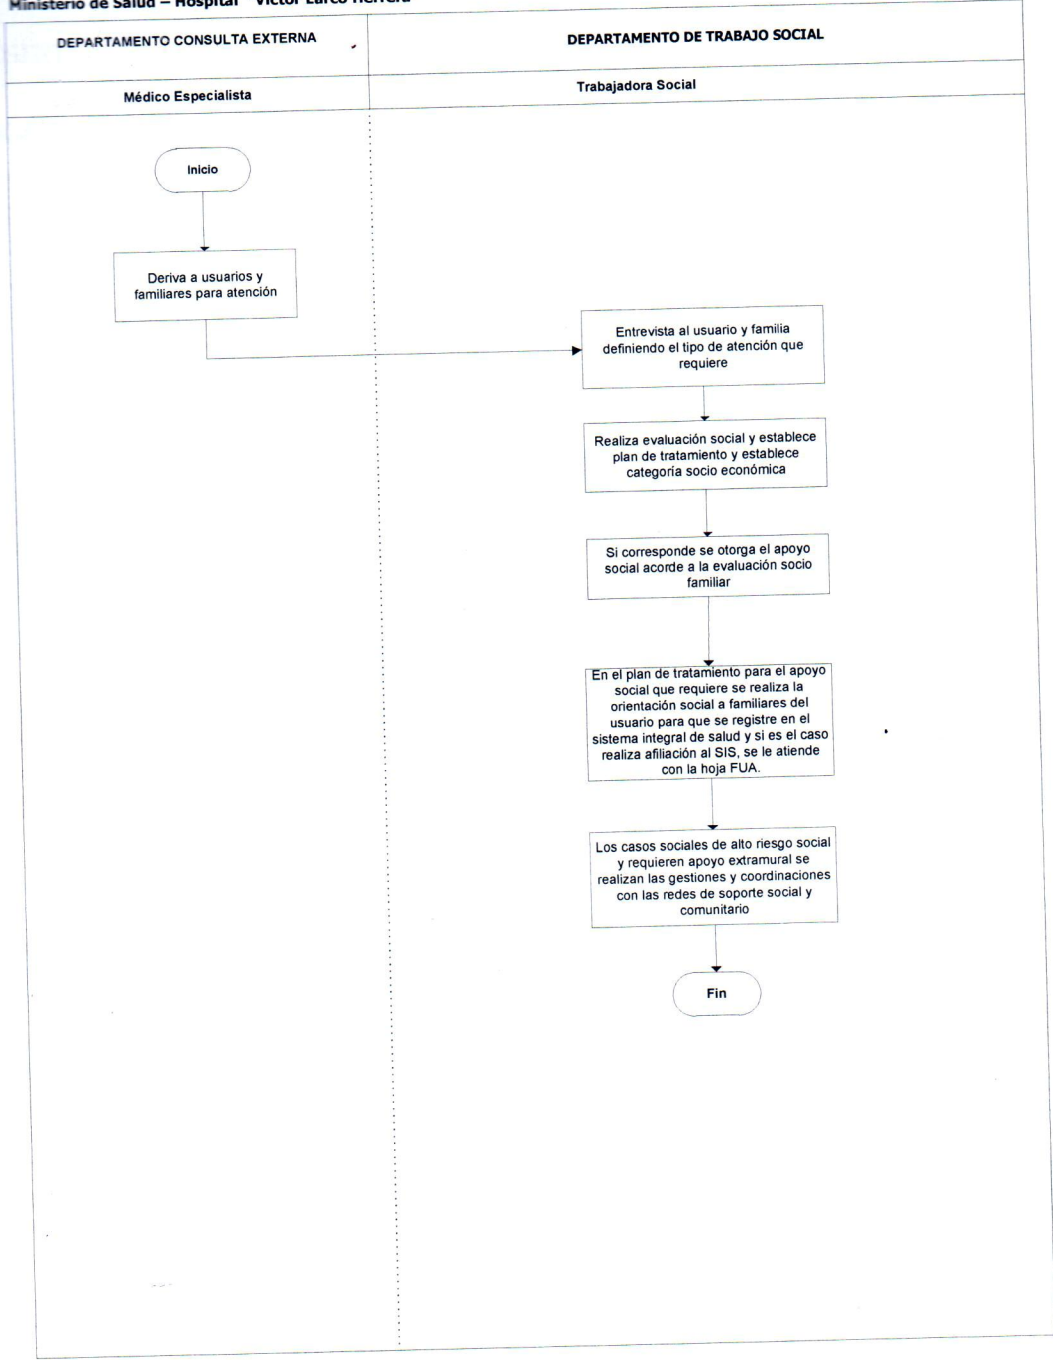 Ministerio de Salud – Hospital "Víctor Larco Herrera"
DEPARTAMENTO CONSULTA EXTERNA
DEPARTAMENTO DE TRABAJO SOCIAL
Médico Especialista
Trabajadora Social
Inicio
Deriva a usuarios y
familiares para atención
Entrevista al usuario y familia
definiendo el tipo de atención que
requiere
Realiza evaluación social y establece
plan de tratamiento y establece
categoría socio económica
Si corresponde se otorga el apoyo
social acorde a la evaluación socio
familiar
En el plan de tratamiento para el apoyo
social que requiere se realiza la
orientación social a familiares del
usuario para que se registre en el
sistema integral de salud y si es el caso
realiza afiliación al SIS, se le atiende
con la hoja FUA.
Los casos sociales de alto riesgo social
y requieren apoyo extramural se
realizan las gestiones y coordinaciones
con las redes de soporte social y
comunitario
Fin